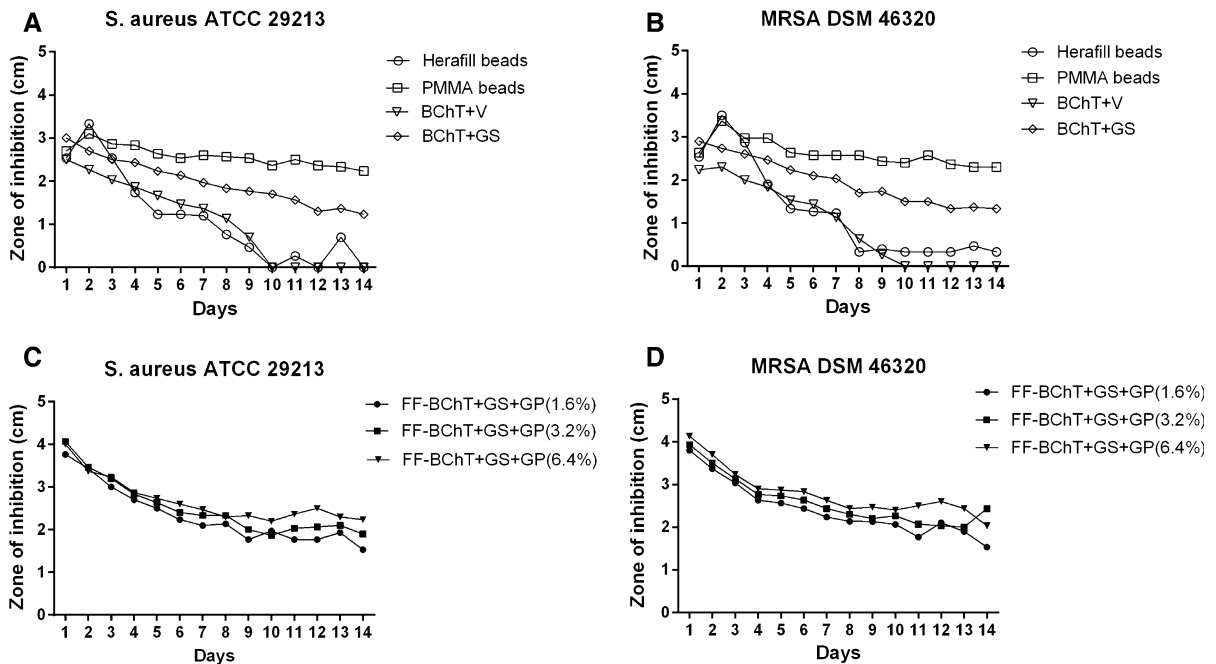 A
S. aureus ATCC 29213
Zone of inhibition (cm)
5
4
3
2
1
0
1 2 3 4 5 6 7 8 9 10 11 12 13 14
Days
Herafill beads
PMMA beads
BChT+V
BChT+GS
B
MRSA DSM 46320
Zone of inhibition (cm)
5
4
3
2
1
0
1 2 3 4 5 6 7 8 9 10 11 12 13 14
Days
Herafill beads
PMMA beads
BChT+V
BChT+GS
C
S. aureus ATCC 29213
Zone of inhibition (cm)
5
4
3
2
1
0
1 2 3 4 5 6 7 8 9 10 11 12 13 14
Days
FF-BChT+GS+GP(1.6%)
FF-BChT+GS+GP(3.2%)
FF-BChT+GS+GP(6.4%)
D
MRSA DSM 46320
Zone of inhibition (cm)
5
4
3
2
1
0
1 2 3 4 5 6 7 8 9 10 11 12 13 14
Days
FF-BChT+GS+GP(1.6%)
FF-BChT+GS+GP(3.2%)
FF-BChT+GS+GP(6.4%)